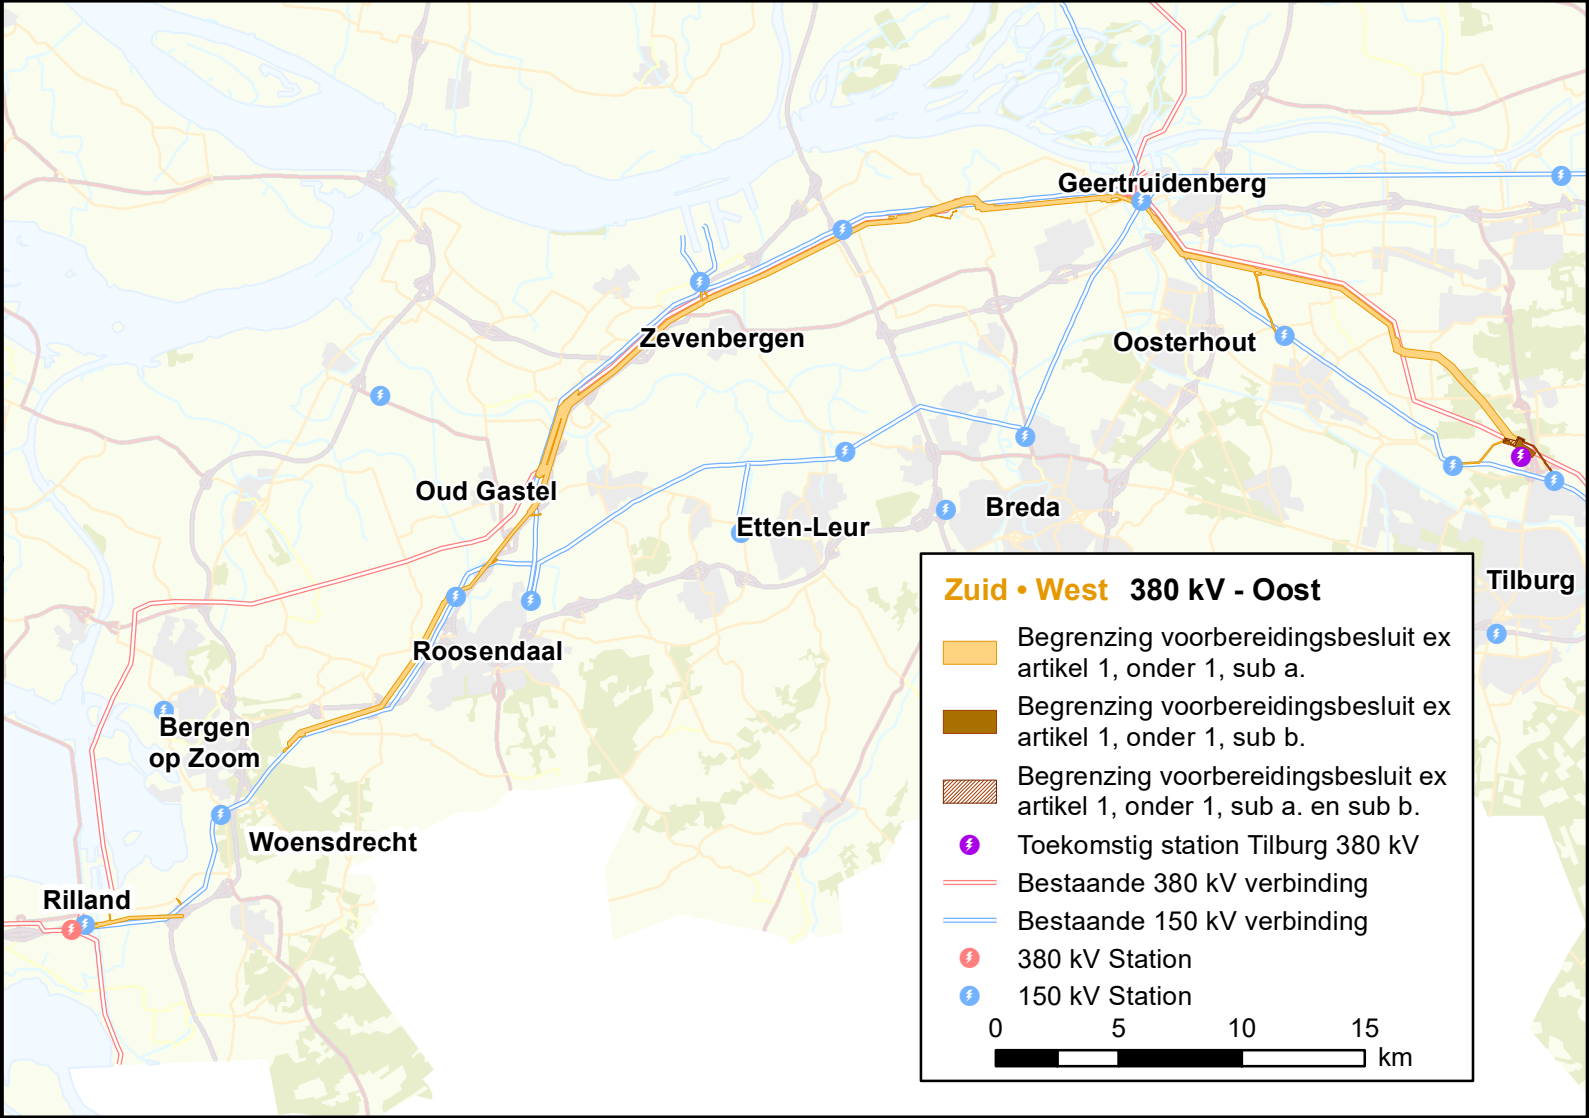 Geertruidenberg
Zevenbergen
Oosterhout
Oud Gastel
Etten-Leur
Breda
Tilburg
Roosendaal
Bergen
op Zoom
Woensdrecht
Rilland
Zuid • West 380 kV - Oost
Begrenzing voorbereidingsbesluit ex
artikel 1, onder 1, sub a.
Begrenzing voorbereidingsbesluit ex
artikel 1, onder 1, sub b.
Begrenzing voorbereidingsbesluit ex
artikel 1, onder 1, sub a. en sub b.
Toekomstig station Tilburg 380 kV
Bestaande 380 kV verbinding
Bestaande 150 kV verbinding
380 kV Station
150 kV Station
0 5 10 15
km